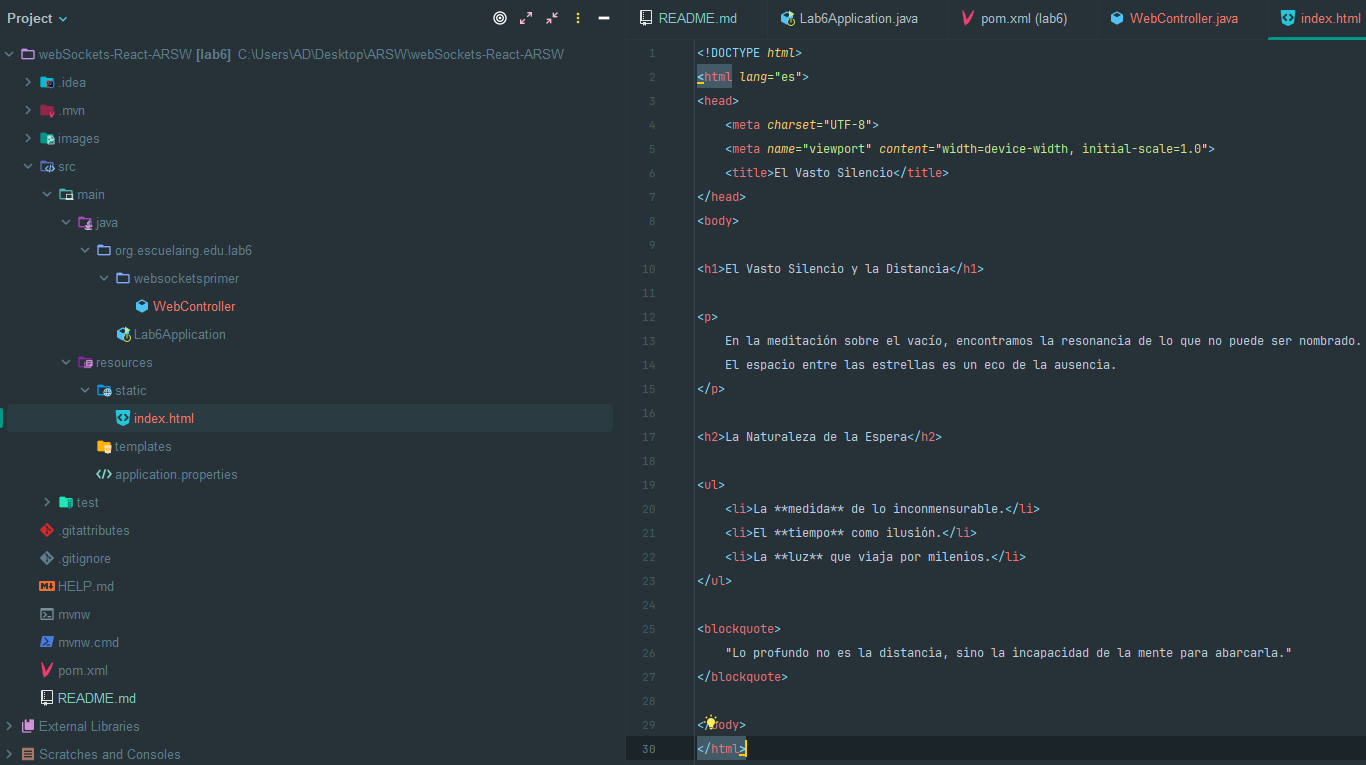 Project
README.md Lab6Application.java pom.xml (lab6) WebController.java index.html
webSockets-React-ARSW [lab6] C:\Users\AD\Desktop\ARSW\webSockets-React-ARSW
.idea
.mvn
images
src
main
java
org.escuelaing.edu.lab6
websocketsprimer
WebController
Lab6Application
resources
static
index.html
templates
application.properties
test
.gitattributes
.gitignore
HELP.md
mvnw
mvnw.cmd
pom.xml
README.md
External Libraries
Scratches and Consoles
1 <!DOCTYPE html>
2 <html lang="es">
3 <head>
4 <meta charset="UTF-8">
5 <meta name="viewport" content="width=device-width, initial-scale=1.0">
6 <title>El Vasto Silencio</title>
7 </head>
8 <body>
9
10 <h1>El Vasto Silencio y la Distancia</h1>
11
12 <p>
13 En la meditación sobre el vacío, encontramos la resonancia de lo que no puede ser nombrado.
14 El espacio entre las estrellas es un eco de la ausencia.
15 </p>
16
17 <h2>La Naturaleza de la Espera</h2>
18
19 <ul>
20 <li>La **medida** de lo inconmensurable.</li>
21 <li>El **tiempo** como ilusión.</li>
22 <li>La **luz** que viaja por milenios.</li>
23 </ul>
24
25 <blockquote>
26 "Lo profundo no es la distancia, sino la incapacidad de la mente para abarcarla."
27 </blockquote>
28
29 </body>
30 </html>